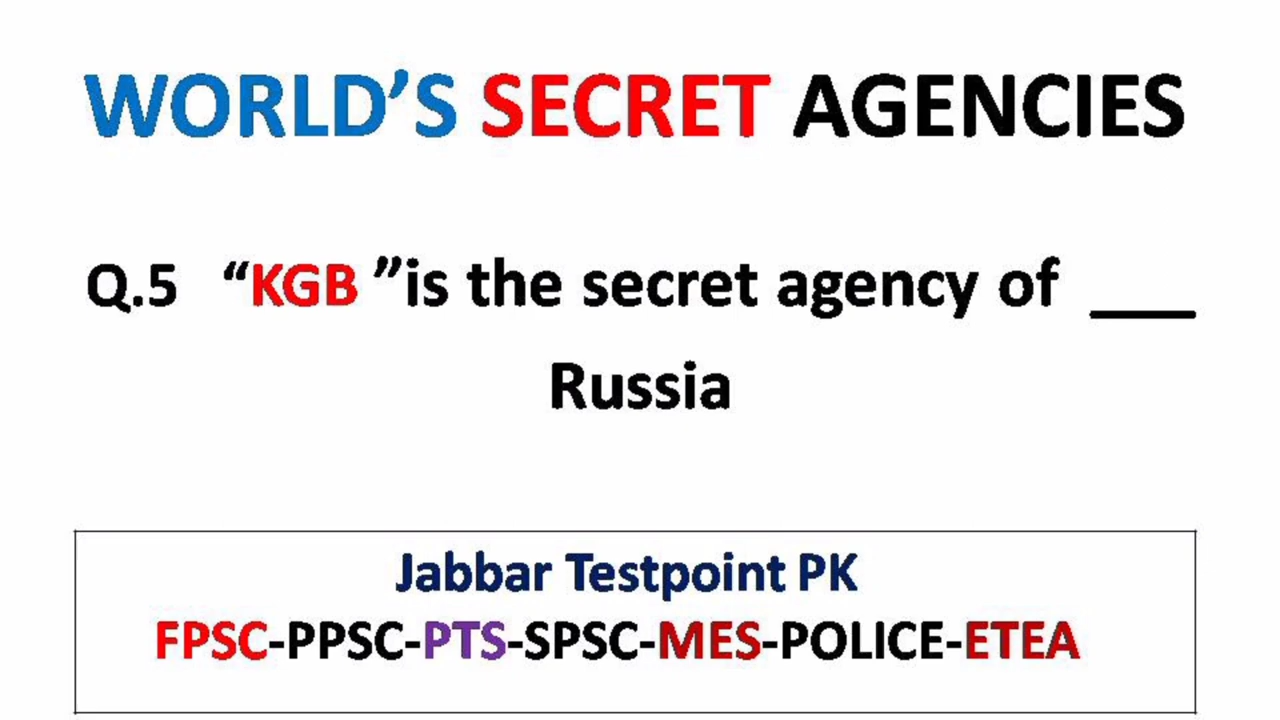 WORLD’S SECRET AGENCIES
Q.5 “KGB ”is the secret agency of ___
Russia
Jabbar Testpoint PK
FPSC-PPSC-PTS-SPSC-MES-POLICE-ETEA